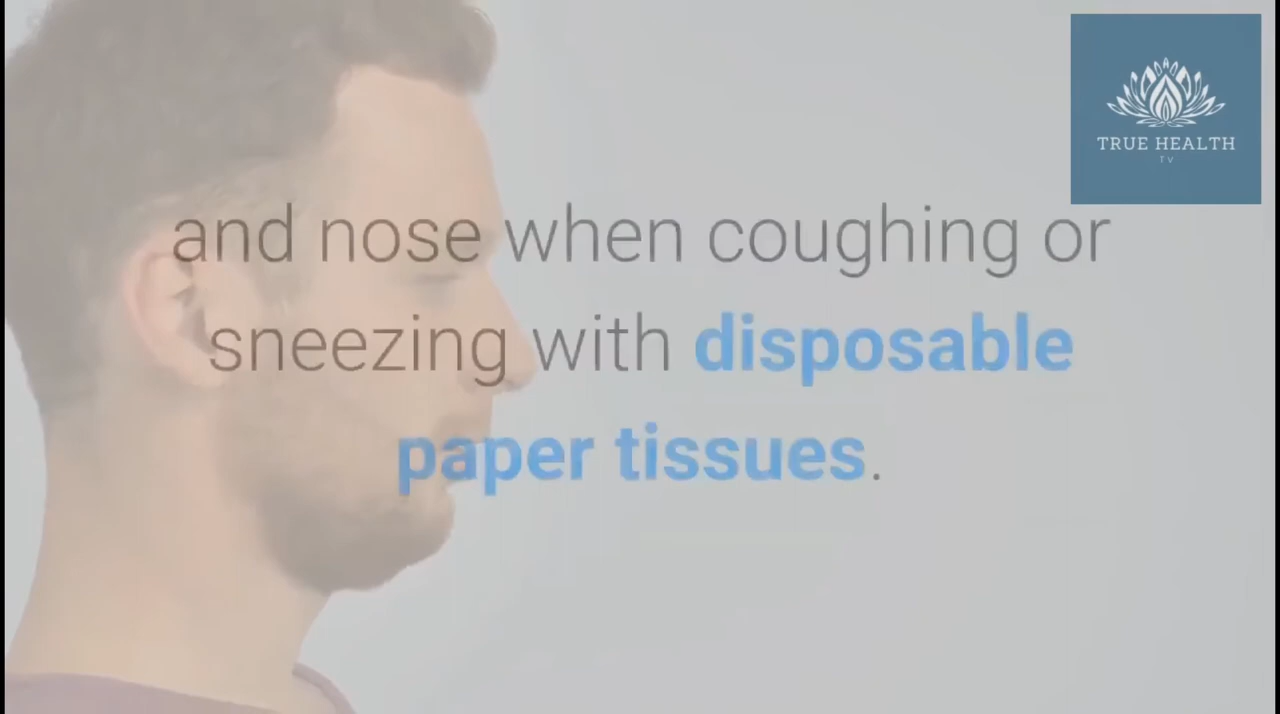 TRUE HEALTH
TV
and nose when coughing or
sneezing with disposable
paper tissues.